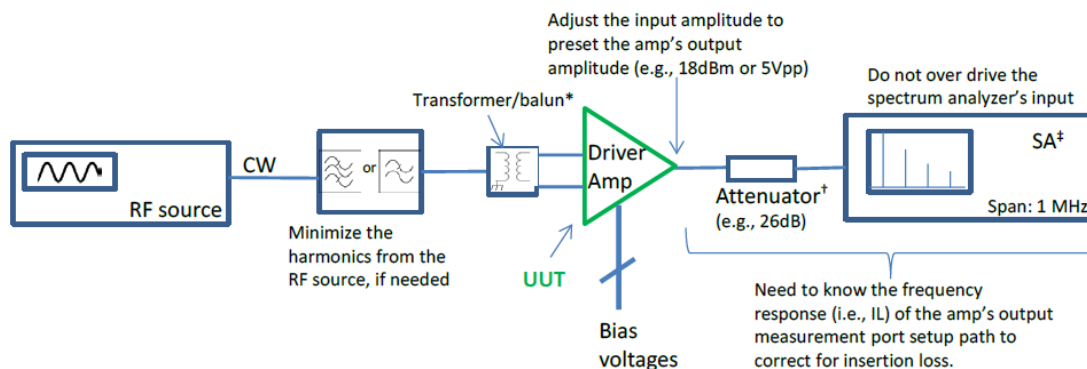 Adjust the input amplitude to
preset the amp's output
amplitude (e.g., 18dBm or 5Vpp)
Do not over drive the
spectrum analyzer's input
Transformer/balun*
SA‡
CW
or
Driver
Amp
RF source
Attenuator†
(e.g., 26dB)
Span: 1 MHz
Minimize the
harmonics from the
RF source, if needed
UUT
Bias
voltages
Need to know the frequency
response (i.e., IL) of the amp's output
measurement port setup path to
correct for insertion loss.